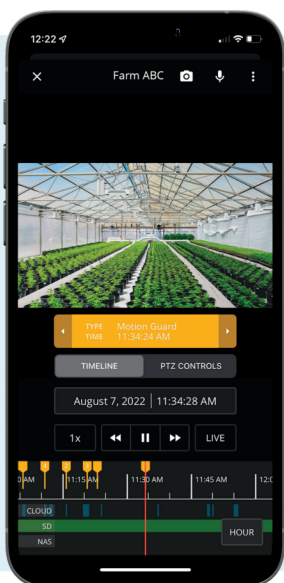 12:22
Farm ABC
TYPE Motion Guard
TIME 11:34:24 AM
TIMELINE PTZ CONTROLS
August 7, 2022 | 11:34:28 AM
1x LIVE
AM 11:15 AM 11:30 AM 11:45 AM 12:0
CLOUD
SD
HOUR
NAS